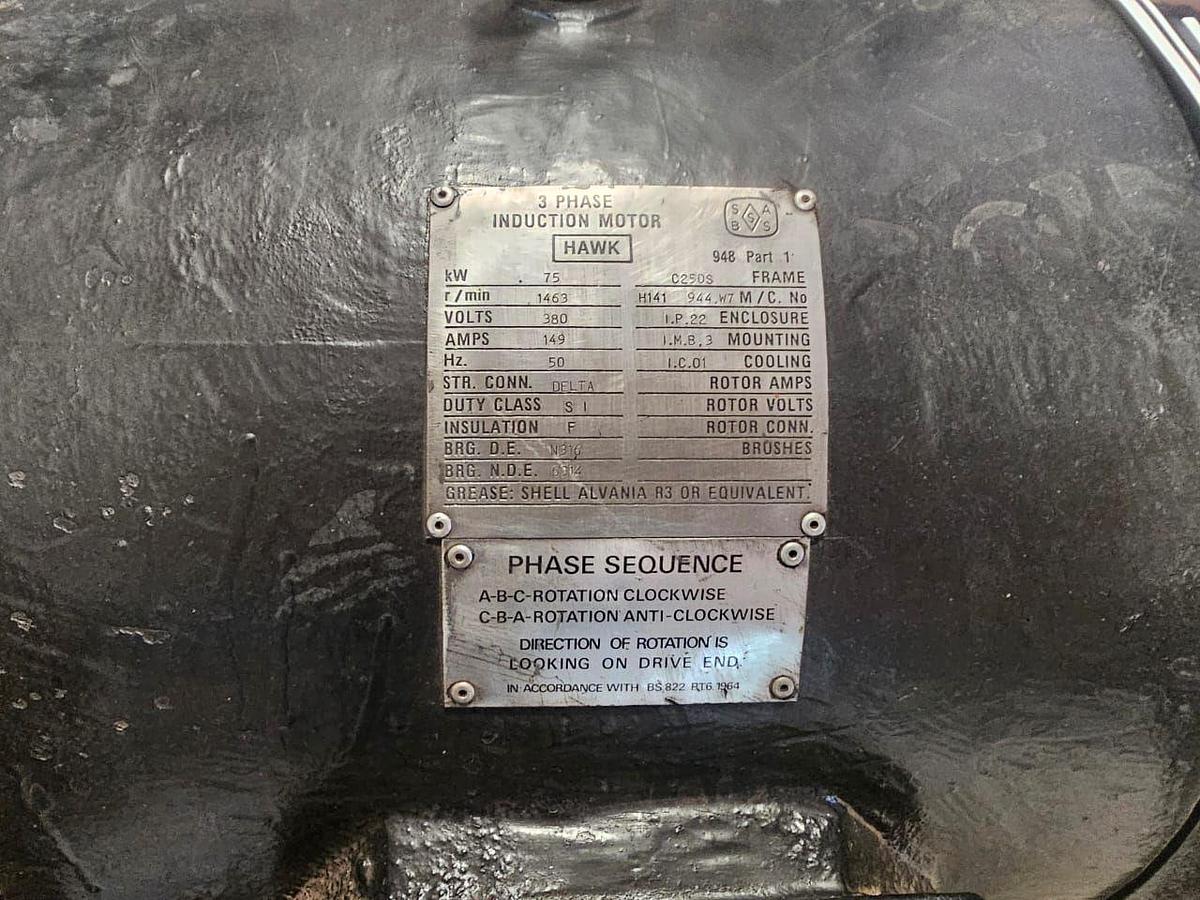 3 PHASE
INDUCTION MOTOR
HAWK
S A
S
B S
948 Part 1
kW 75 C250S FRAME
r/min 1463 H141 944.W7 M/C. No
VOLTS 380 I.P.22 ENCLOSURE
AMPS 149 I.M.B.3 MOUNTING
Hz. 50 I.C.01 COOLING
STR. CONN. DELTA ROTOR AMPS
DUTY CLASS S I ROTOR VOLTS
INSULATION F ROTOR CONN.
BRG. D.E. N316 BRUSHES
BRG. N.D.E. 6314
GREASE: SHELL ALVANIA R3 OR EQUIVALENT.
PHASE SEQUENCE
A-B-C-ROTATION CLOCKWISE
C-B-A-ROTATION ANTI-CLOCKWISE
DIRECTION OF ROTATION IS
LOOKING ON DRIVE END.
IN ACCORDANCE WITH BS.822 PT6 1964